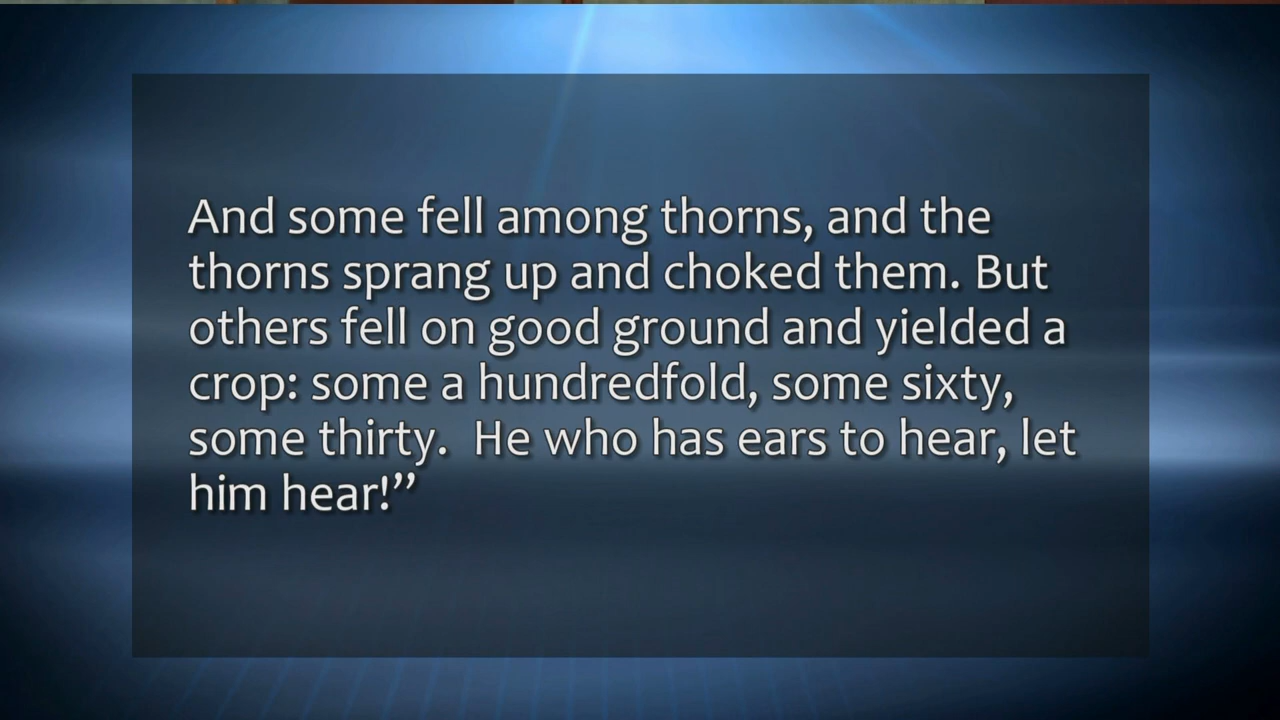 And some fell among thorns, and the
thorns sprang up and choked them. But
others fell on good ground and yielded a
crop: some a hundredfold, some sixty,
some thirty.  He who has ears to hear, let
him hear!”